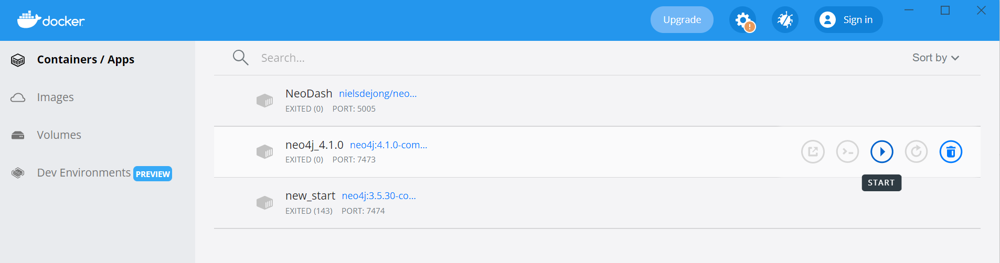 docker
Upgrade
!
Sign in
Containers / Apps
Images
Volumes
Dev Environments PREVIEW
Search...
Sort by
NeoDash nielsdejong/neo...
EXITED (0) PORT: 5005
neo4j_4.1.0 neo4j:4.1.0-com...
EXITED (0) PORT: 7473
START
new_start neo4j:3.5.30-co...
EXITED (143) PORT: 7474